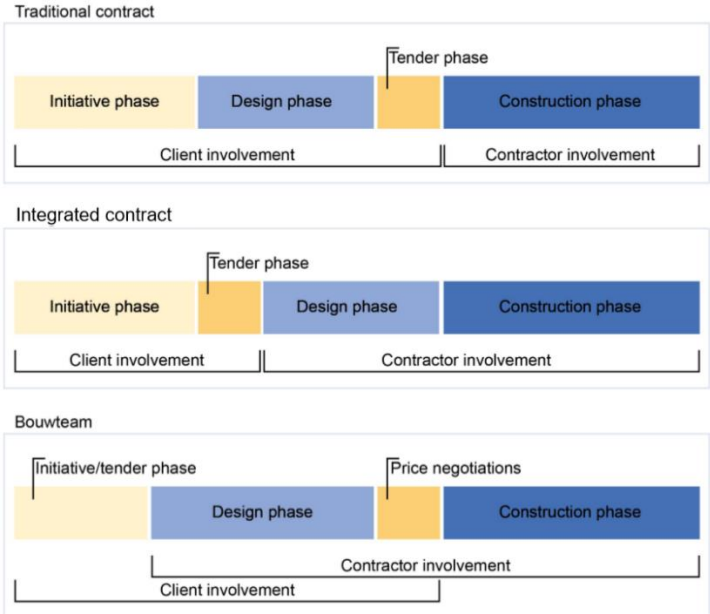 Traditional contract
Tender phase
Initiative phase
Design phase
Construction phase
Client involvement
Contractor involvement
Integrated contract
Tender phase
Initiative phase
Design phase
Construction phase
Client involvement
Contractor involvement
Bouwteam
Initiative/tender phase
Price negotiations
Design phase
Construction phase
Contractor involvement
Client involvement